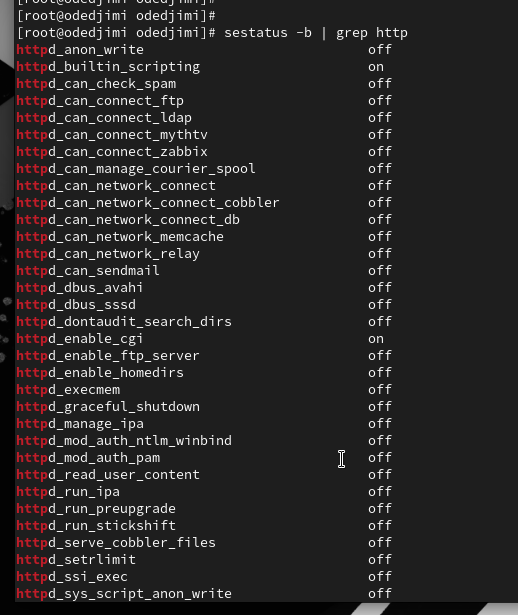 [root@odedjimi odedjimi]#
[root@odedjimi odedjimi]#
[root@odedjimi odedjimi]# sestatus -b | grep http
httpd_anon_write off
httpd_builtin_scripting on
httpd_can_check_spam off
httpd_can_connect_ftp off
httpd_can_connect_ldap off
httpd_can_connect_mythtv off
httpd_can_connect_zabbix off
httpd_can_manage_courier_spool off
httpd_can_network_connect off
httpd_can_network_connect_cobbler off
httpd_can_network_connect_db off
httpd_can_network_memcache off
httpd_can_network_relay off
httpd_can_sendmail off
httpd_dbus_avahi off
httpd_dbus_sssd off
httpd_dontaudit_search_dirs off
httpd_enable_cgi on
httpd_enable_ftp_server off
httpd_enable_homedirs off
httpd_execmem off
httpd_graceful_shutdown off
httpd_manage_ipa off
httpd_mod_auth_ntlm_winbind off
httpd_mod_auth_pam off
httpd_read_user_content off
httpd_run_ipa off
httpd_run_preupgrade off
httpd_run_stickshift off
httpd_serve_cobbler_files off
httpd_setrlimit off
httpd_ssi_exec off
httpd_sys_script_anon_write off